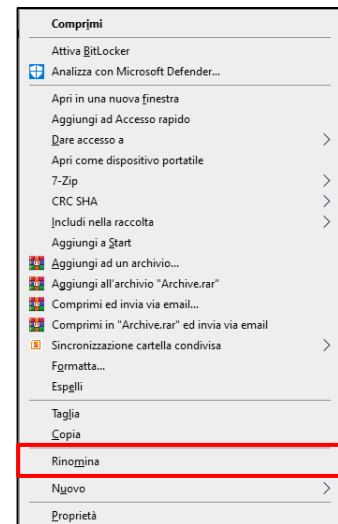 Comprimi
Attiva BitLocker
Analizza con Microsoft Defender...
Apri in una nuova finestra
Aggiungi ad Accesso rapido
Dare accesso a
Apri come dispositivo portatile
7-Zip
CRC SHA
Includi nella raccolta
Aggiungi a Start
Aggiungi ad un archivio...
Aggiungi all'archivio "Archive.rar"
Comprimi ed invia via email...
Comprimi in "Archive.rar" ed invia via email
Sincronizzazione cartella condivisa
Formatta...
Espelli
Taglia
Copia
Rinomina
Nuovo
Proprietà